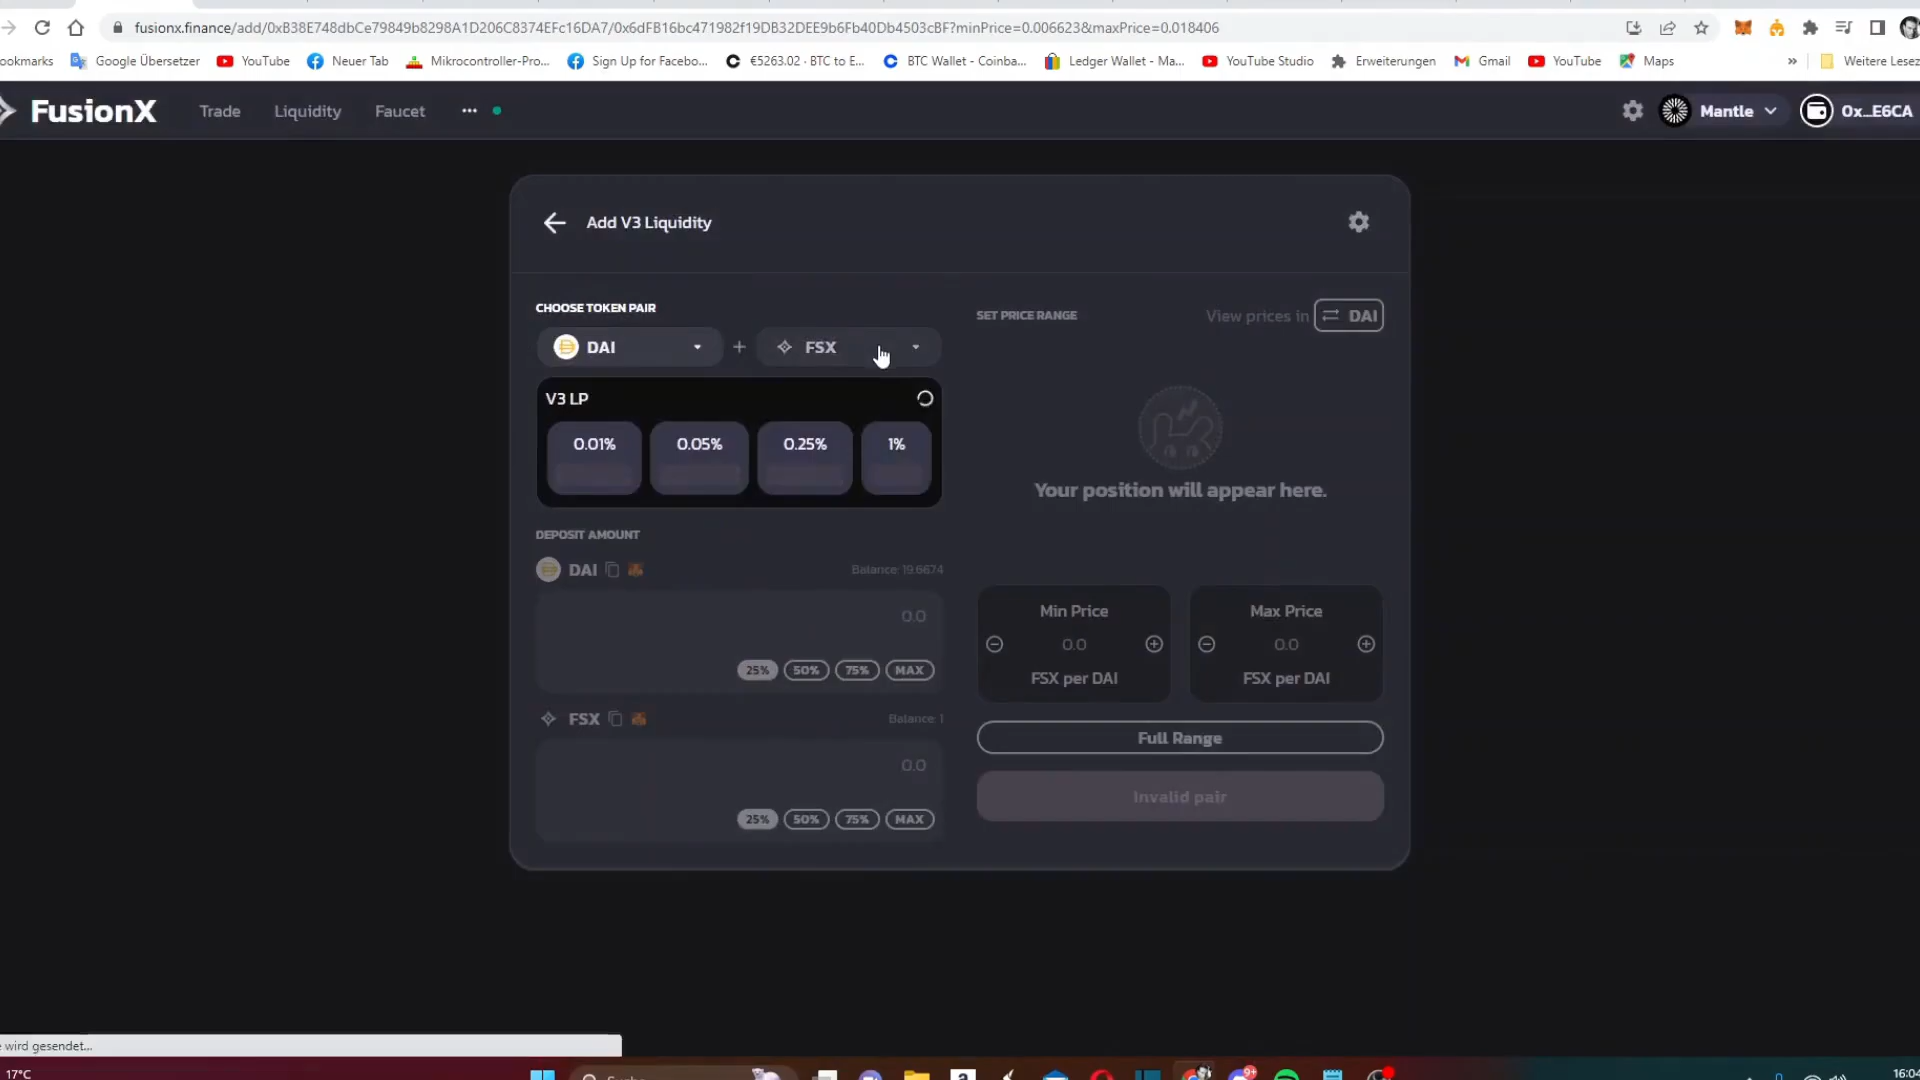 fusionx.finance/add/0xB38E748dbCe79849b8298A1D206C8374EFc16DA7/0x6dFB16bc471982f19DB32DEE9b6Fb40Db4503cBF?minPrice=0.006623&maxPrice=0.018406
ookmarks Google Übersetzer YouTube Neuer Tab Mikrocontroller-Pro... Sign Up for Facebo... €5263.02 · BTC to E... BTC Wallet - Coinba... Ledger Wallet - Ma... YouTube Studio Erweiterungen Gmail YouTube Maps » Weitere Lesez
FusionX Trade Liquidity Faucet ••• Mantle 0x...E6CA
Add V3 Liquidity
CHOOSE TOKEN PAIR
DAI + FSX
V3 LP
0.01% 0.05% 0.25% 1%
DEPOSIT AMOUNT
DAI Balance: 19.6674
0.0
25% 50% 75% MAX
FSX Balance: 1
0.0
25% 50% 75% MAX
SET PRICE RANGE View prices in DAI
Your position will appear here.
Min Price Max Price
0.0 0.0
FSX per DAI FSX per DAI
Full Range
Invalid pair
e wird gesendet...
17°C 9+ 16:04